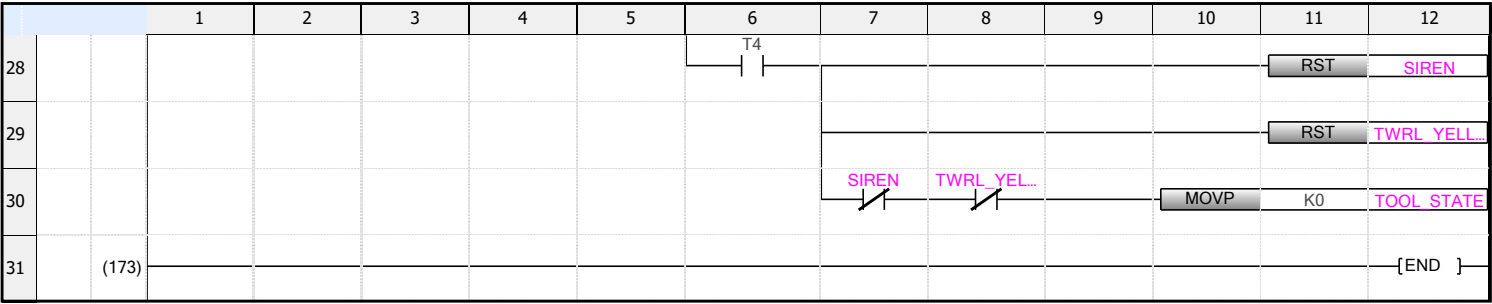 1 2 3 4 5 6 7 8 9 10 11 12
T4
28 RST SIREN
29 RST TWRL_YELL...
SIREN TWRL_YEL...
30 MOVP K0 TOOL_STATE
31 (173) [END ]